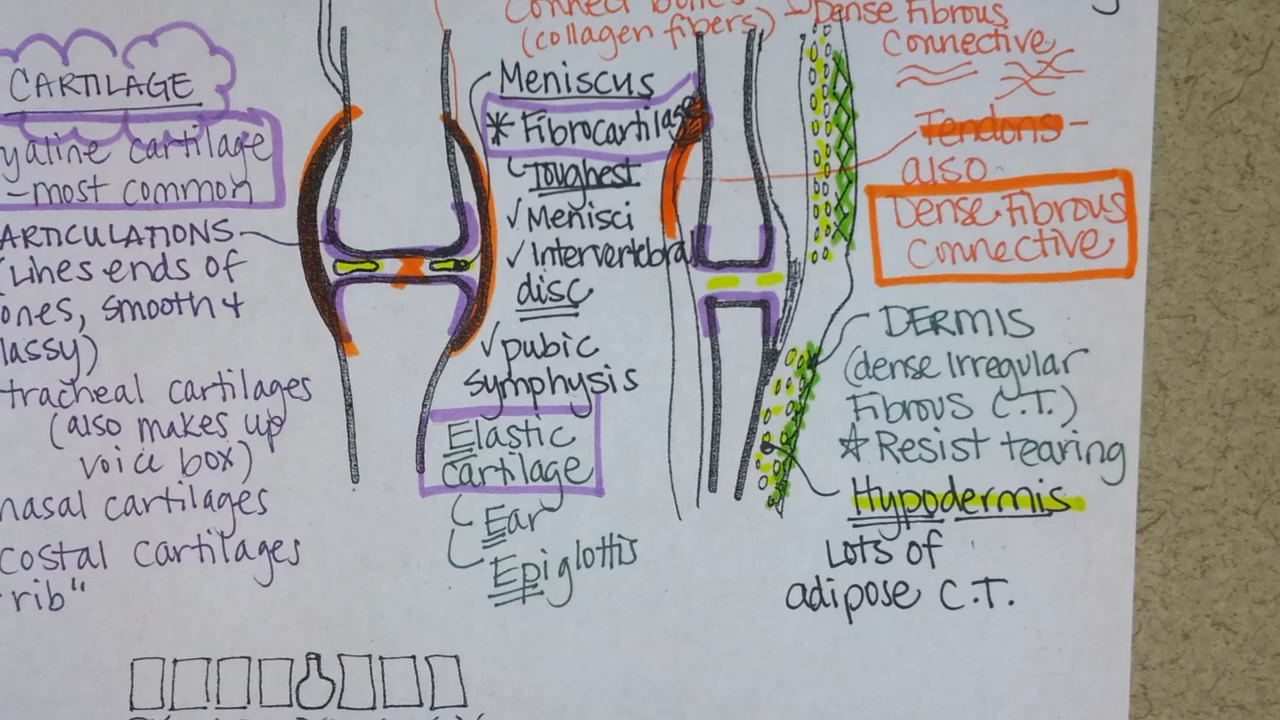 CARTILAGE
yaline cartilage
- most common
ARTICULATIONS
Lines ends of
ones, smooth +
lassy)
tracheal cartilages
(also makes up
voice box)
nasal cartilages
costal cartilages
rib"
Connect bones
(collagen fibers)
Meniscus
* Fibrocartilage
Toughest
✓ Menisci
✓ Intervertebral
disc
✓ pubic
symphysis
Elastic
cartilage
Ear
Epiglottis
Dense Fibrous
Connective
Tendons -
also
Dense Fibrous
Connective
DERMIS
(dense Irregular
Fibrous C.T.)
☆ Resist tearing
Hypodermis
Lots of
adipose C.T.